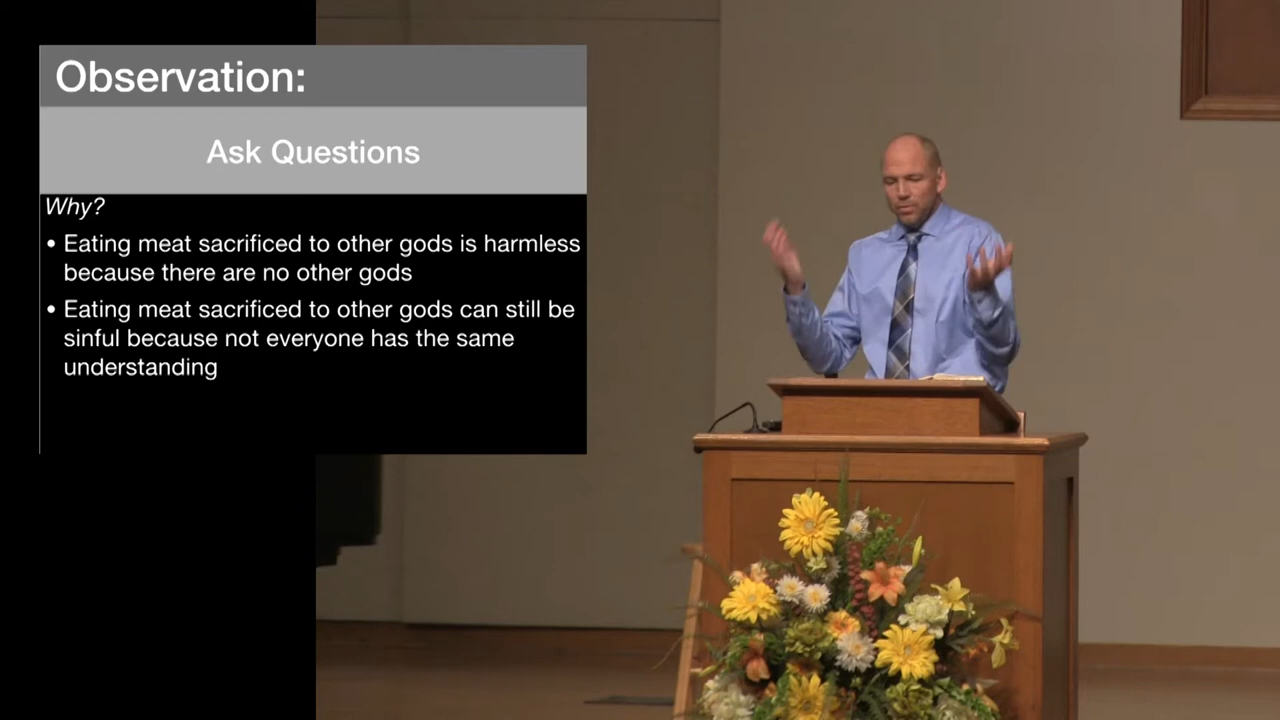 Observation:
Ask Questions
Why?
• Eating meat sacrificed to other gods is harmless
because there are no other gods
• Eating meat sacrificed to other gods can still be
sinful because not everyone has the same
understanding